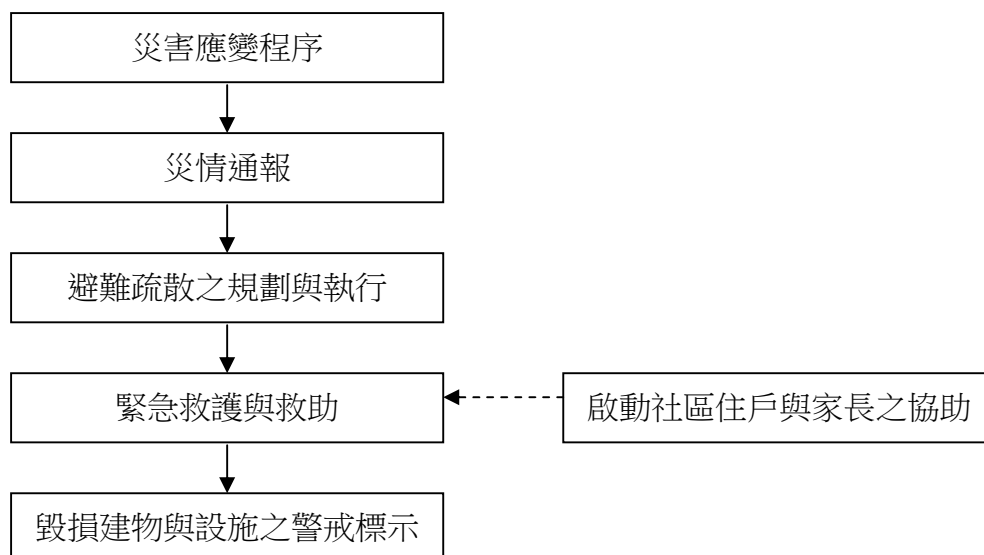 災害應變程序
災情通報
避難疏散之規劃與執行
緊急救護與救助
啟動社區住戶與家長之協助
毀損建物與設施之警戒標示